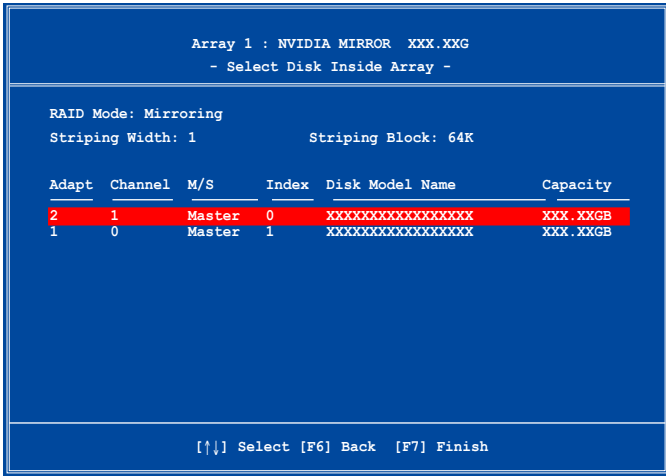 Array 1 : NVIDIA MIRROR XXX.XXG
- Select Disk Inside Array -
RAID Mode: Mirroring
Striping Width: 1 Striping Block: 64K
Adapt Channel M/S Index Disk Model Name Capacity
2 1 Master 0 XXXXXXXXXXXXXXXXX XXX.XXGB
1 0 Master 1 XXXXXXXXXXXXXXXXX XXX.XXGB
[↑↓] Select [F6] Back [F7] Finish